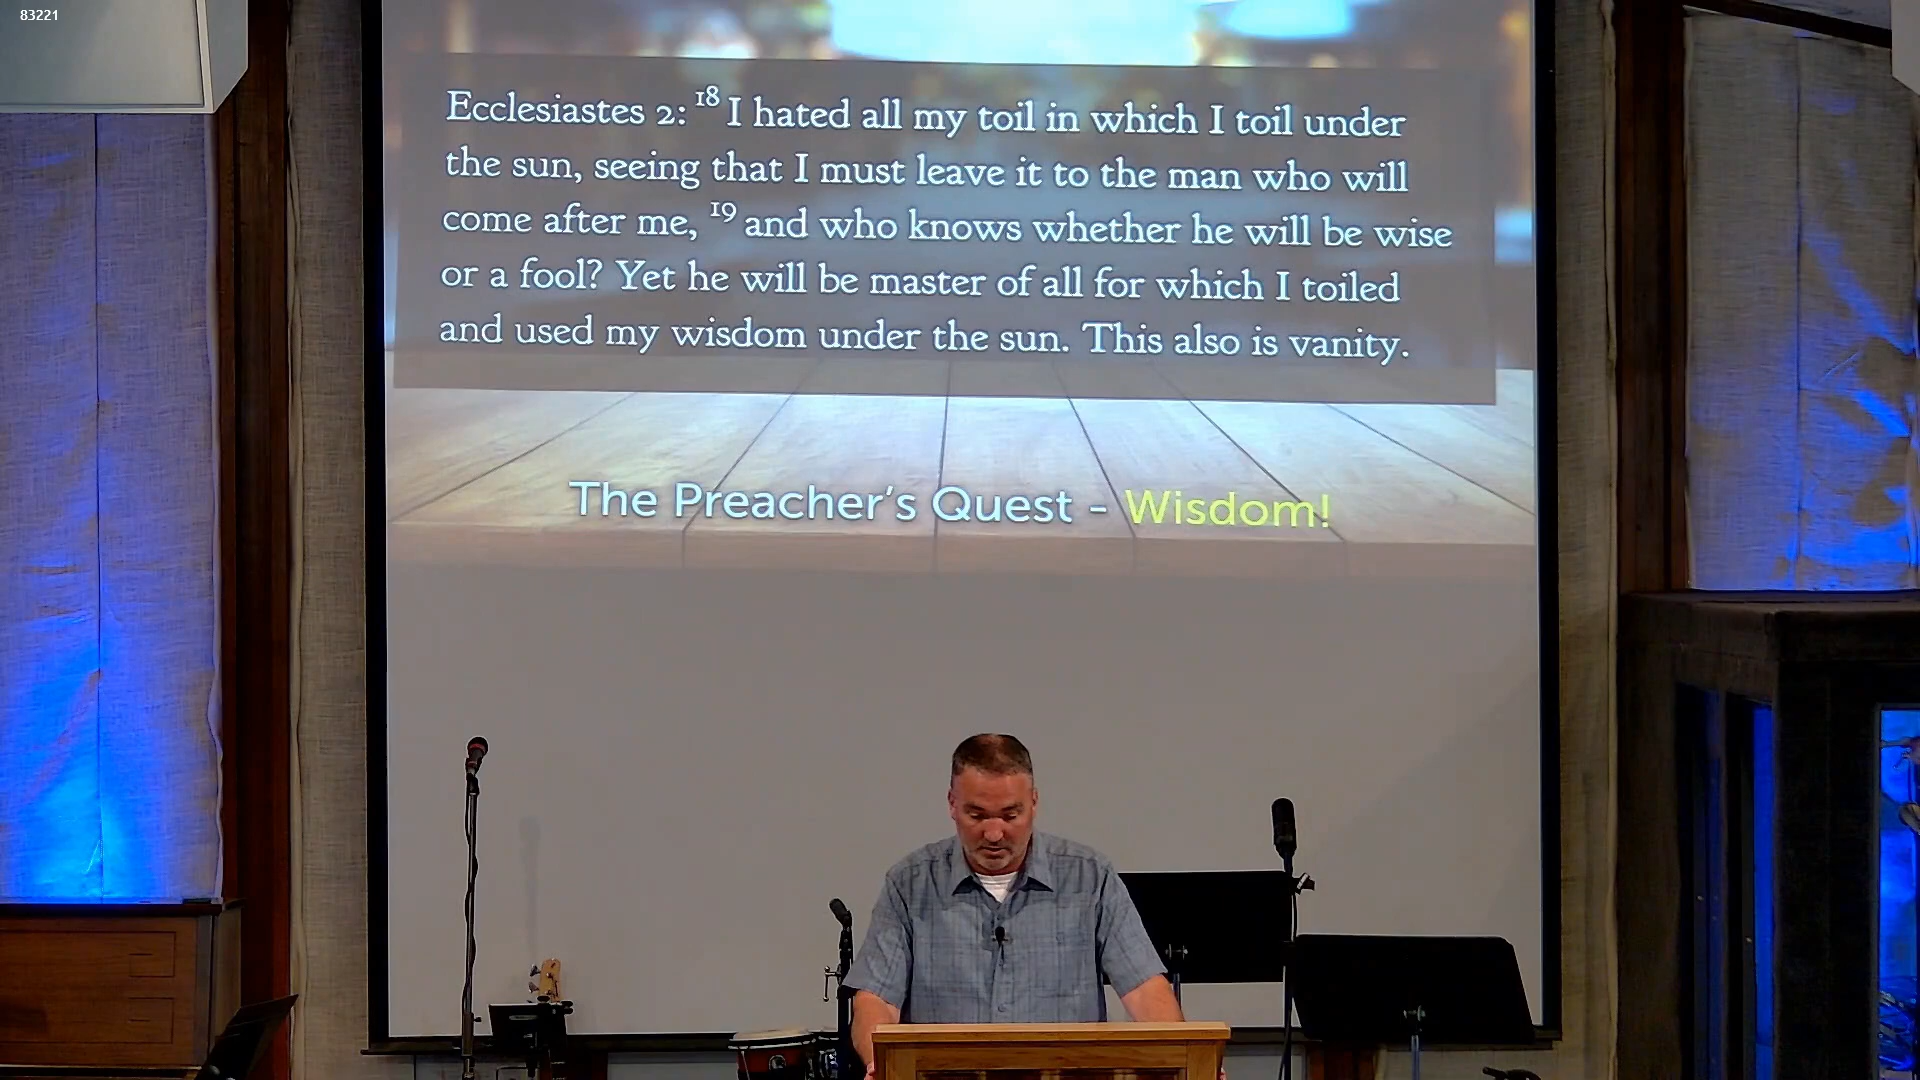 83221
Ecclesiastes 2: 18 I hated all my toil in which I toil under
the sun, seeing that I must leave it to the man who will
come after me, 19 and who knows whether he will be wise
or a fool? Yet he will be master of all for which I toiled
and used my wisdom under the sun. This also is vanity.
The Preacher’s Quest - Wisdom!